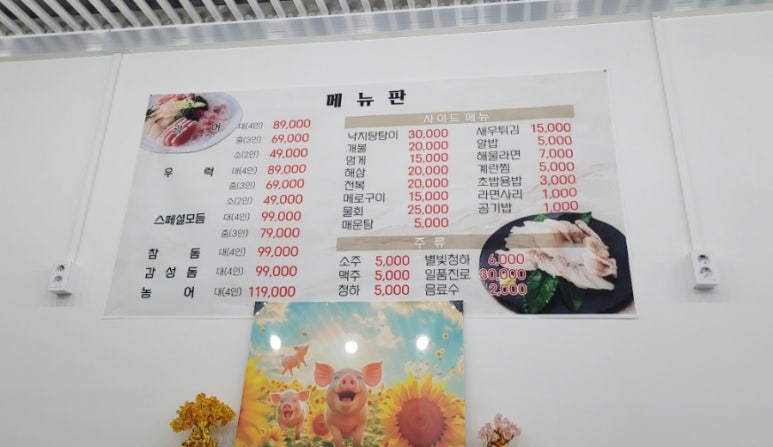 메뉴판
어 대(4인) 89,000
중(3인) 69,000
소(2인) 49,000
우럭 대(4인) 89,000
중(3인) 69,000
소(2인) 49,000
스페셜모듬 대(4인) 99,000
중(3인) 79,000
참돔 대(4인) 99,000
감성돔 대(4인) 99,000
농어 대(4인) 119,000
사이드 메뉴
낙지탕탕이 30,000
개불 20,000
멍게 15,000
해삼 20,000
전복 20,000
메로구이 15,000
물회 25,000
매운탕 5,000
새우튀김 15,000
알밥 5,000
해물라면 7,000
계란찜 5,000
초밥용밥 3,000
라면사리 1,000
공기밥 1,000
주류
소주 5,000
맥주 5,000
청하 5,000
별빛청하 6,000
일품진로 30,000
음료수 2,000